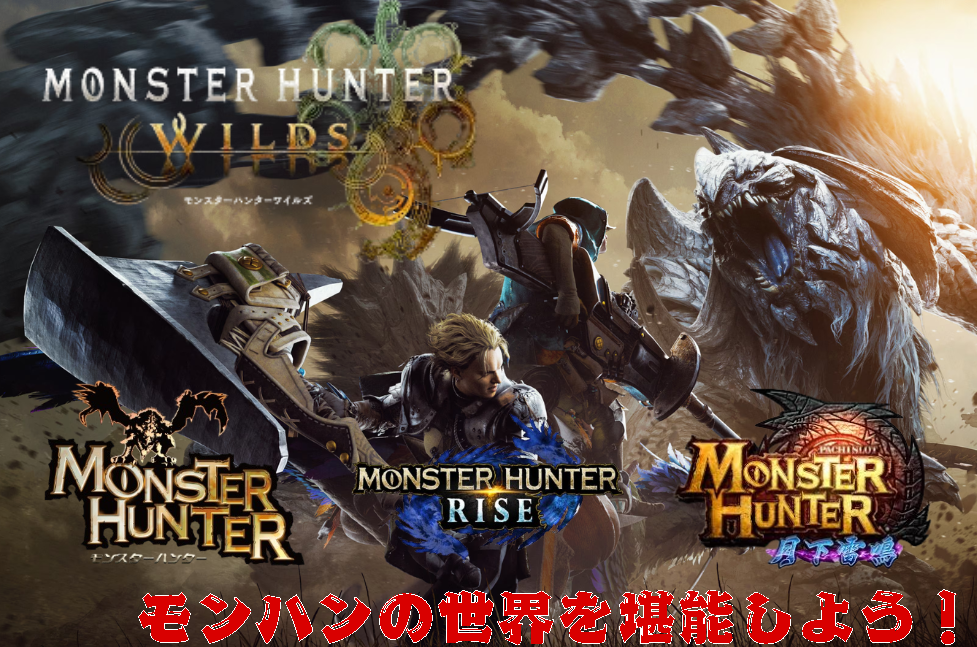 MONSTER HUNTER
WILDS
モンスターハンターワイルズ
MONSTER
HUNTER
モンスターハンター
MONSTER HUNTER
RISE
PACHISLOT
MONSTER
HUNTER
月下雷鳴
モンハンの世界を堪能しよう！